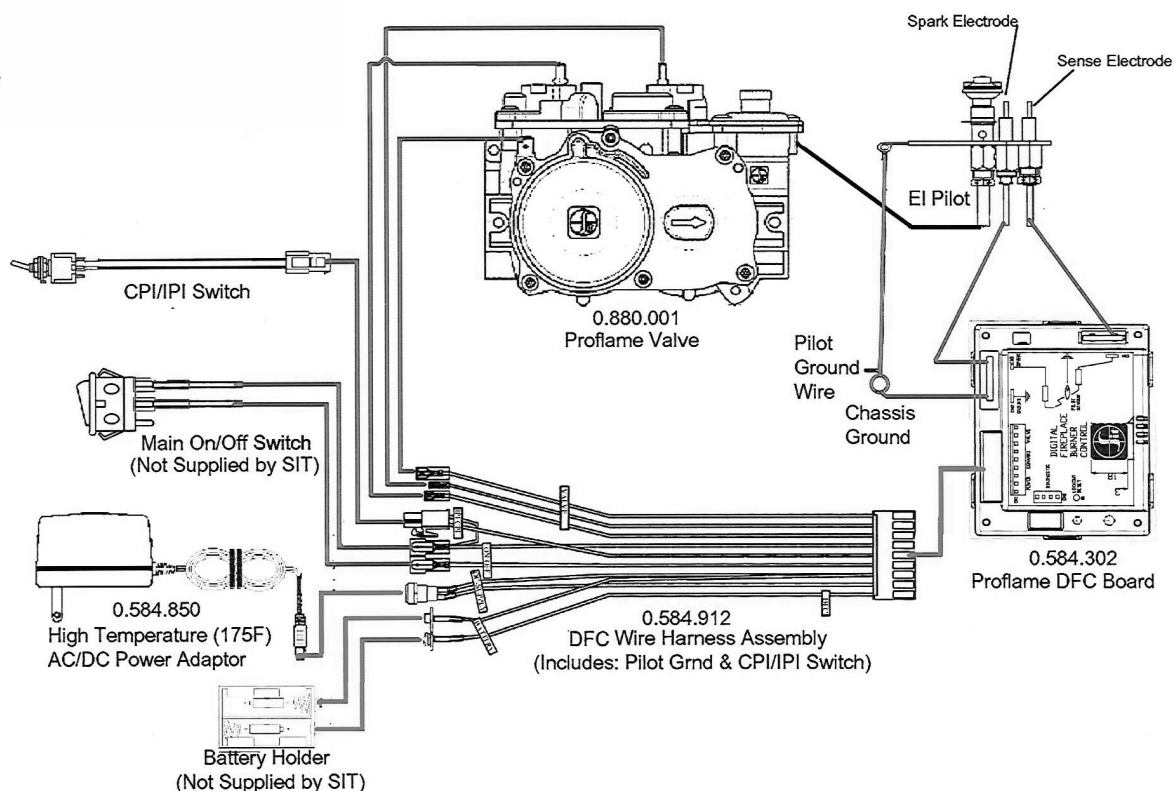 Spark Electrode
Sense Electrode
EI Pilot
CPI/IPI Switch
0.880.001
Proflame Valve
Pilot
Ground
Wire
Chassis
Ground
Main On/Off Switch
(Not Supplied by SIT)
DIGITAL
FIREPLACE
BURNER
CONTROL
0.584.302
Proflame DFC Board
0.584.850
High Temperature (175F)
AC/DC Power Adaptor
0.584.912
DFC Wire Harness Assembly
(Includes: Pilot Grnd & CPI/IPI Switch)
Battery Holder
(Not Supplied by SIT)